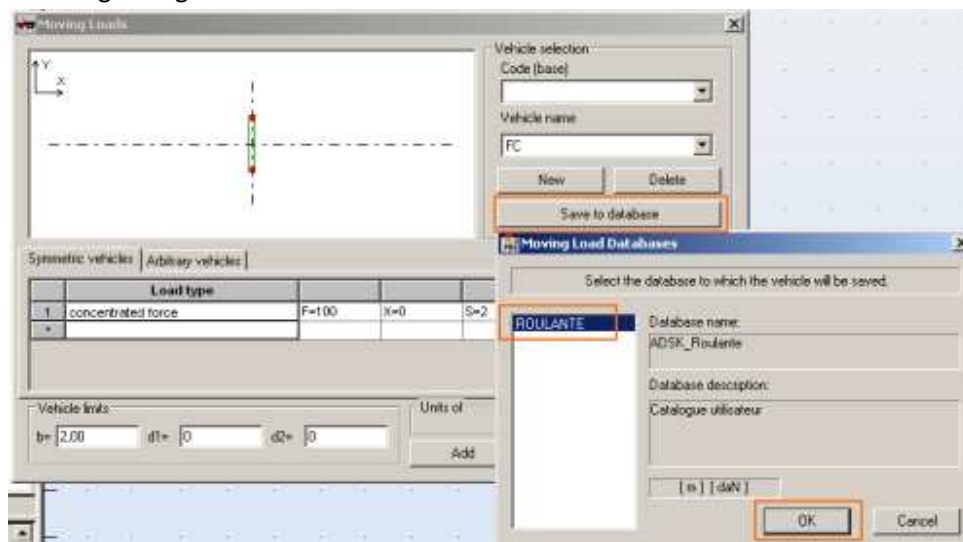 Moving Loads
Y
X
Vehicle selection
Code (base)
Vehicle name
FC
New
Delete
Save to database
Symmetric vehicles
Arbitrary vehicles
Load type
1 concentrated force F=100 X=0 S=2
*
Vehicle limits
b= 2.00 d1= 0 d2= 0
Units of
Add
Moving Load Databases
Select the database to which the vehicle will be saved.
ROULANTE
Database name:
ADSK_Roulante
Database description:
Catalogue utilisateur
[ m ] [ daN ]
OK
Cancel